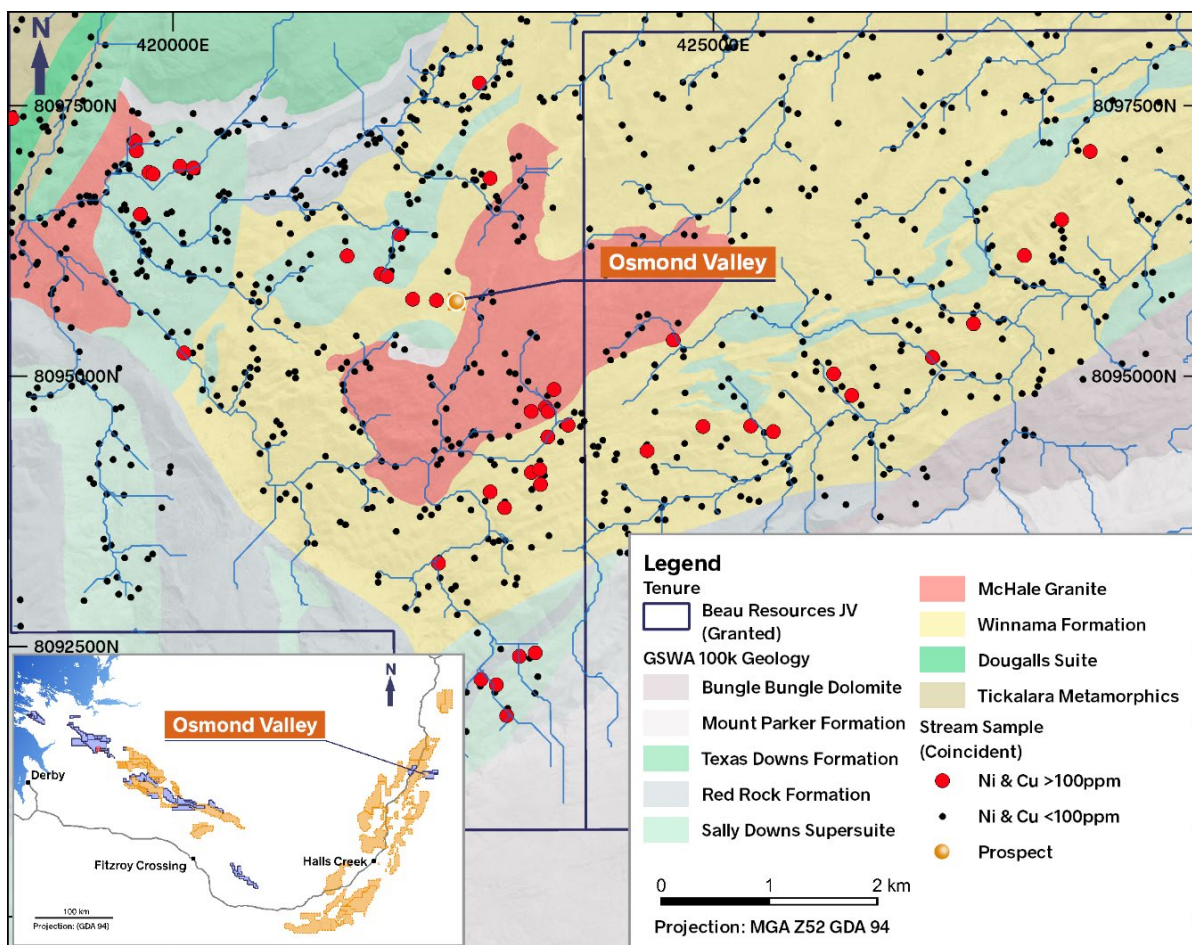 N
420000E
425000E
8097500N
8097500N
Osmond Valley
8095000N
8095000N
8092500N
Legend
Tenure
Beau Resources JV
(Granted)
GSWA 100k Geology
Bungle Bungle Dolomite
Mount Parker Formation
Texas Downs Formation
Red Rock Formation
Sally Downs Supersuite
McHale Granite
Winnama Formation
Dougalls Suite
Tickalara Metamorphics
Stream Sample
(Coincident)
Ni & Cu >100ppm
Ni & Cu <100ppm
Prospect
0 1 2 km
Projection: MGA Z52 GDA 94
N
Osmond Valley
Derby
Fitzroy Crossing
Halls Creek
100 km
Projection: (GDA 94)